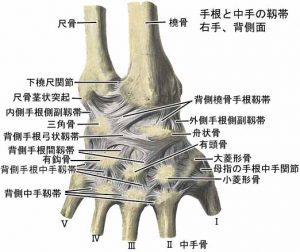 手根と中手の靱帯
右手、背側面
尺骨
橈骨
下橈尺関節
尺骨茎状突起
内側手根側副靱帯
三角骨
背側手根弓状靱帯
背側手根間靱帯
有鈎骨
背側手根中手靱帯
背側中手靱帯
背側橈骨手根靱帯
外側手根側副靱帯
舟状骨
有頭骨
大菱形骨
母指の手根中手関節
小菱形骨
V
IV
III
II
中手骨
I